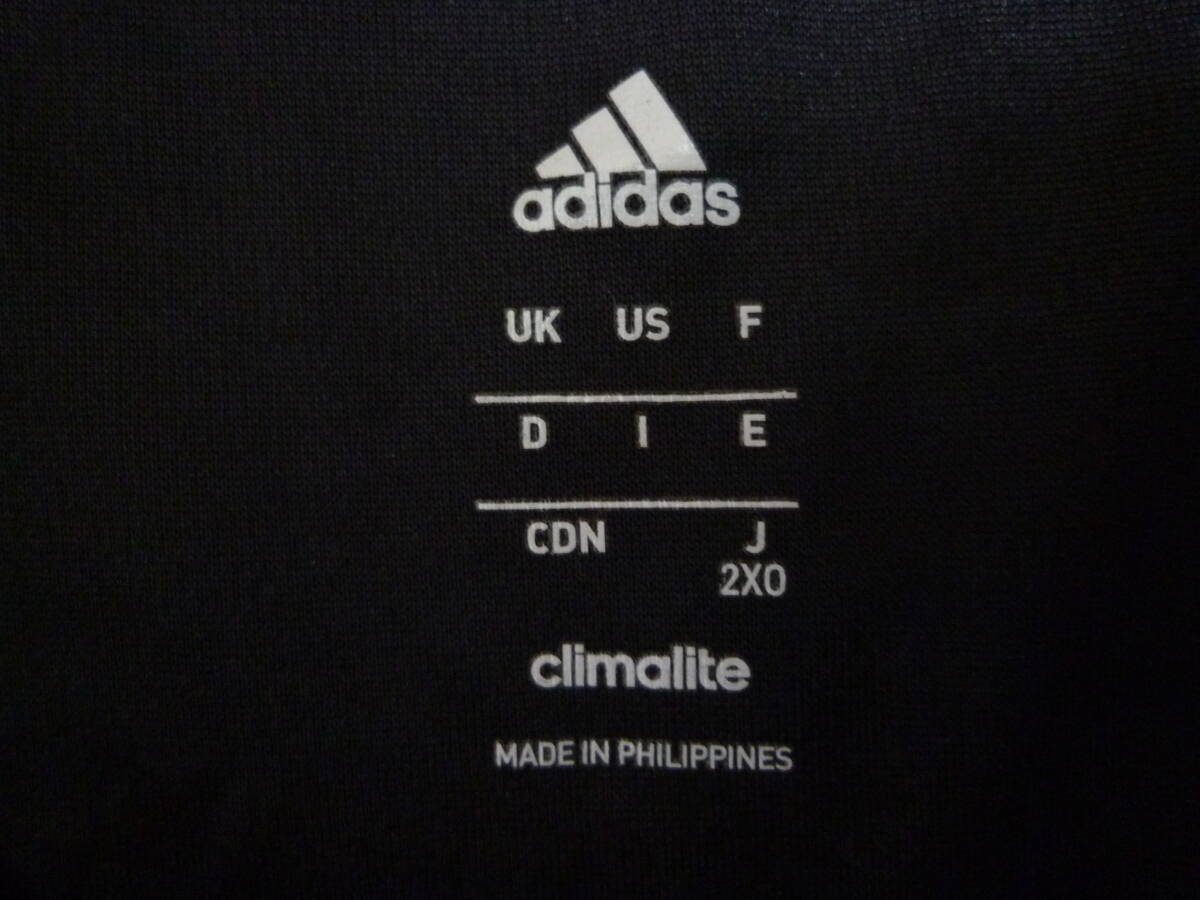 adidas
UK US F
D I E
CDN J
2XO
climalite
MADE IN PHILIPPINES